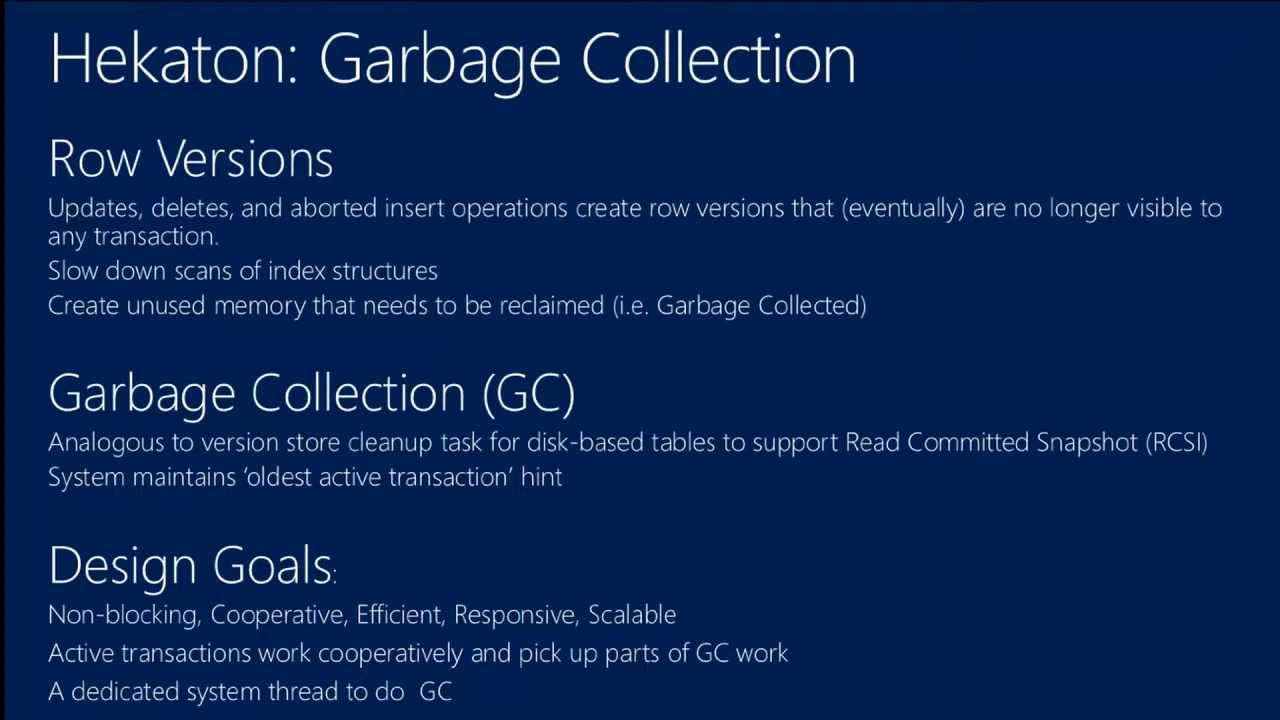 Hekaton: Garbage Collection
Row Versions
Updates, deletes, and aborted insert operations create row versions that (eventually) are no longer visible to
any transaction.
Slow down scans of index structures
Create unused memory that needs to be reclaimed (i.e. Garbage Collected)
Garbage Collection (GC)
Analogous to version store cleanup task for disk-based tables to support Read Committed Snapshot (RCSI)
System maintains ‘oldest active transaction’ hint
Design Goals:
Non-blocking, Cooperative, Efficient, Responsive, Scalable
Active transactions work cooperatively and pick up parts of GC work
A dedicated system thread to do  GC